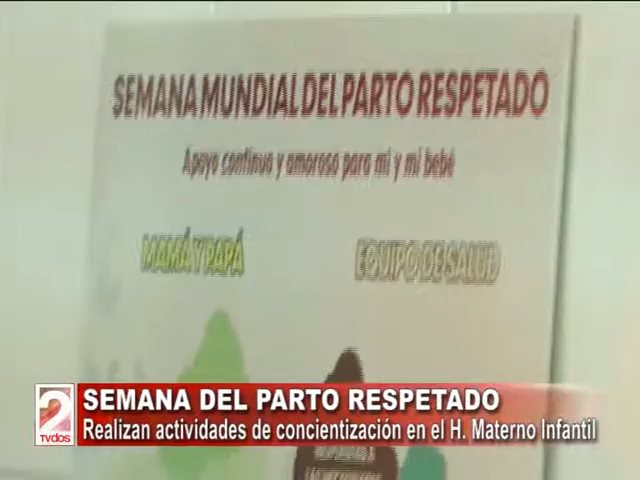 SEMANA MUNDIAL DEL PARTO RESPETADO
Apoyo continuo y amoroso para mi y mi bebé
MAMÁ Y PAPÁ
EQUIPO DE SALUD
2
TVDOS
SEMANA DEL PARTO RESPETADO
Realizan actividades de concientización en el H. Materno Infantil